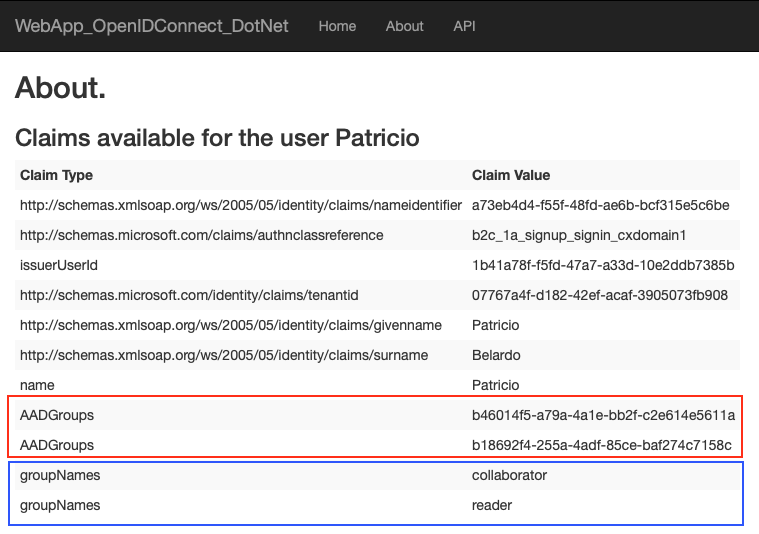 WebApp_OpenIDConnect_DotNet Home About API
About.
Claims available for the user Patricio
Claim Type Claim Value
http://schemas.xmlsoap.org/ws/2005/05/identity/claims/nameidentifier a73eb4d4-f55f-48fd-ae6b-bcf315e5c6be
http://schemas.microsoft.com/claims/authnclassreference b2c_1a_signup_signin_cxdomain1
issuerUserId 1b41a78f-f5fd-47a7-a33d-10e2ddb7385b
http://schemas.microsoft.com/identity/claims/tenantid 07767a4f-d182-42ef-acaf-3905073fb908
http://schemas.xmlsoap.org/ws/2005/05/identity/claims/givenname Patricio
http://schemas.xmlsoap.org/ws/2005/05/identity/claims/surname Belardo
name Patricio
AADGroups b46014f5-a79a-4a1e-bb2f-c2e614e5611a
AADGroups b18692f4-255a-4adf-85ce-baf274c7158c
groupNames collaborator
groupNames reader